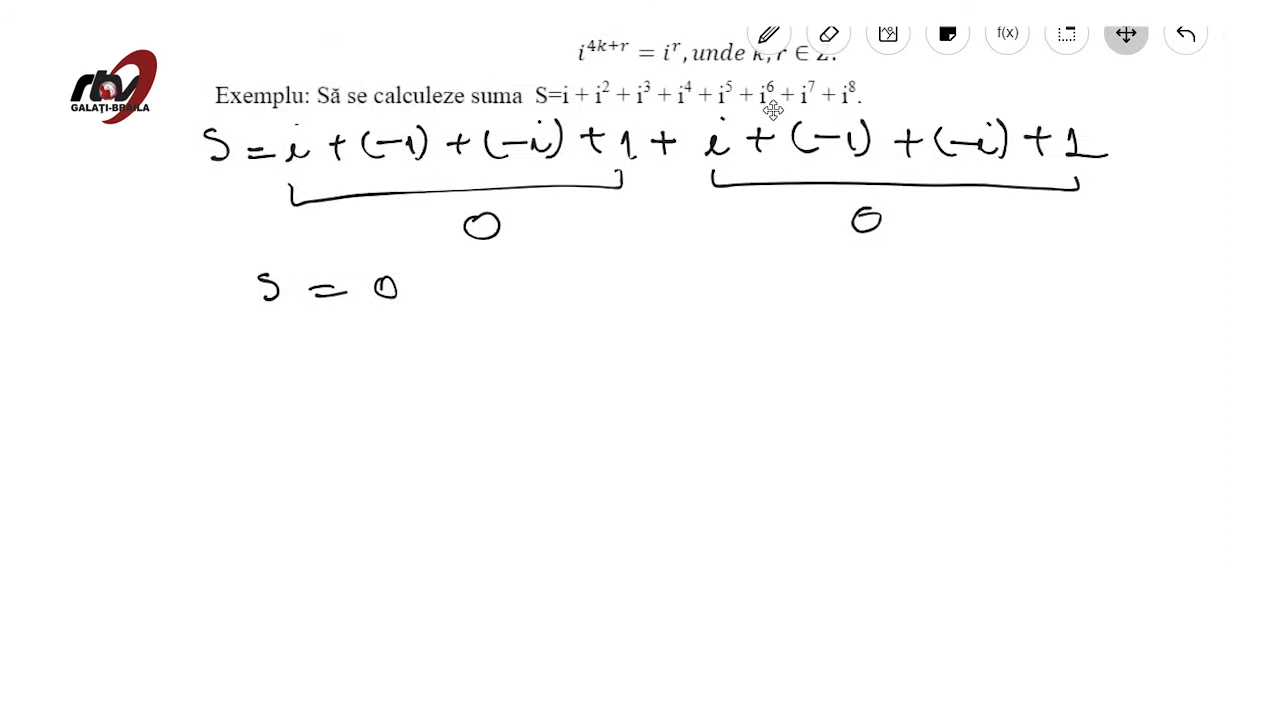 f(x)
i^{4k+r} = i^r, unde k, r ∈ Z.
rtv
GALAȚI-BRĂILA
Exemplu: Să se calculeze suma S=i + i² + i³ + i⁴ + i⁵ + i⁶ + i⁷ + i⁸.
S = i + (-1) + (-i) + 1 + i + (-1) + (-i) + 1
0 0
S = 0